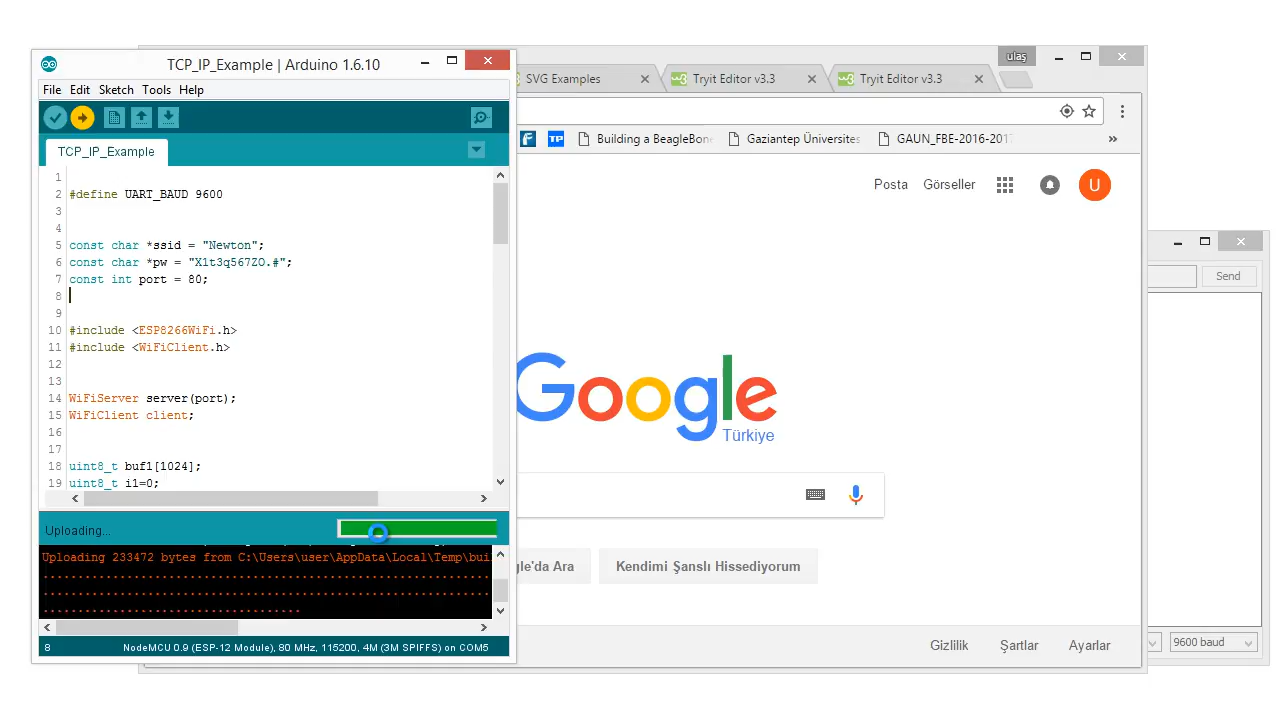 TCP_IP_Example | Arduino 1.6.10
File Edit Sketch Tools Help
TCP_IP_Example
1
2 #define UART_BAUD 9600
3
4
5 const char *ssid = "Newton";
6 const char *pw = "X1t3q567ZO.#";
7 const int port = 80;
8
9
10 #include <ESP8266WiFi.h>
11 #include <WiFiClient.h>
12
13
14 WiFiServer server(port);
15 WiFiClient client;
16
17
18 uint8_t buf1[1024];
19 uint8_t i1=0;
Uploading...
Uploading 233472 bytes from C:\Users\user\AppData\Local\Temp\bui
................................................................
................................................................
.....................................
8 NodeMCU 0.9 (ESP-12 Module), 80 MHz, 115200, 4M (3M SPIFFS) on COM5
ulaş
SVG Examples
Tryit Editor v3.3
Tryit Editor v3.3
F TP Building a BeagleBone Gaziantep Üniversites GAUN_FBE-2016-2017 »
Posta Görseller U
Google
Türkiye
gle'da Ara
Kendimi Şanslı Hissediyorum
Gizlilik Şartlar Ayarlar
Send
9600 baud